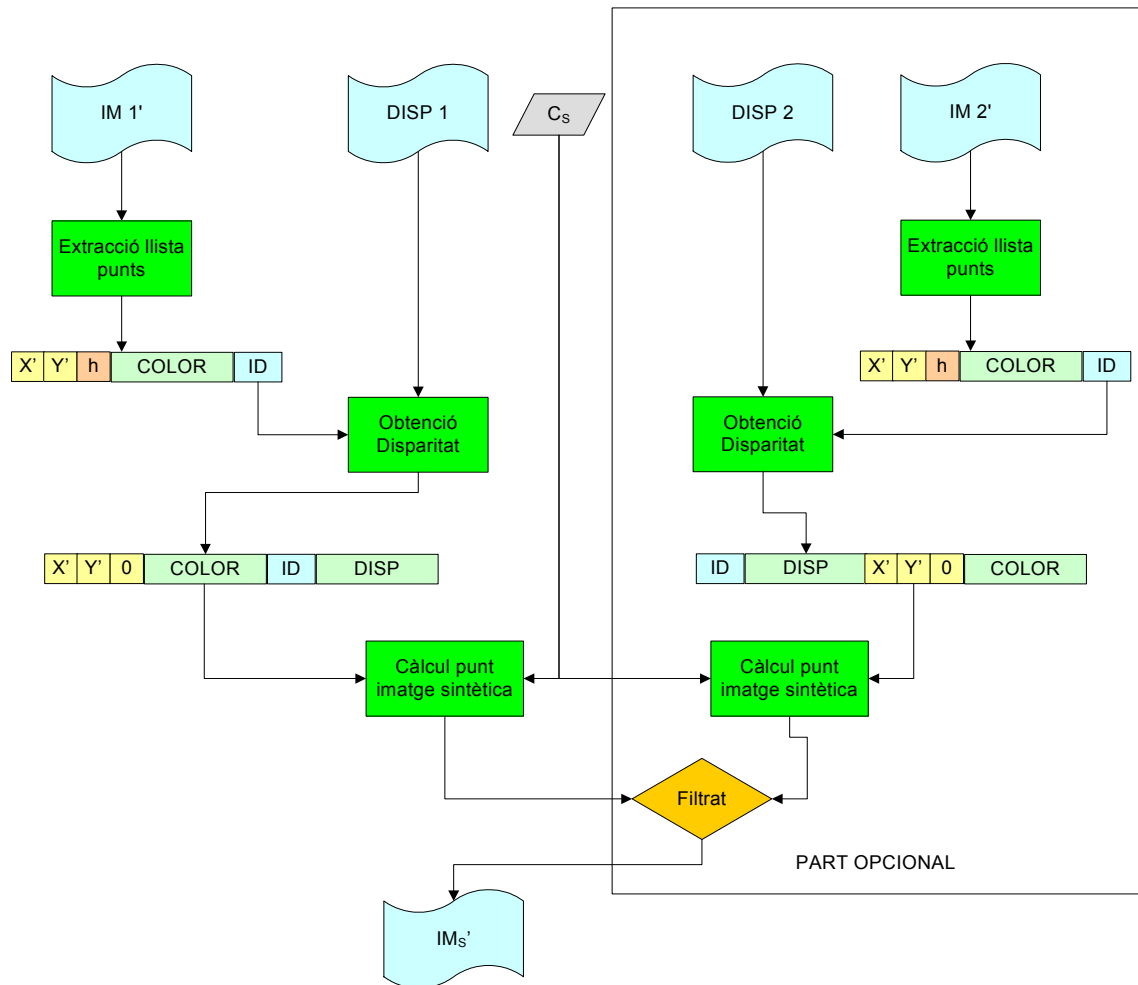 IM 1'
DISP 1
C_S
DISP 2
IM 2'
Extracció llista
punts
Extracció llista
punts
X’ Y’ h COLOR ID
X’ Y’ h COLOR ID
Obtenció
Disparitat
Obtenció
Disparitat
X’ Y’ 0 COLOR ID DISP
ID DISP X’ Y’ 0 COLOR
Càlcul punt
imatge sintètica
Càlcul punt
imatge sintètica
Filtrat
PART OPCIONAL
IM_S’